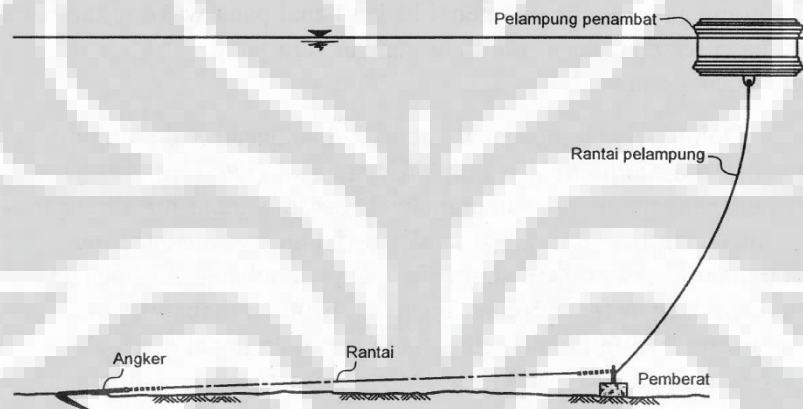 Pelampung penambat
Rantai pelampung
Angker
Rantai
Pemberat